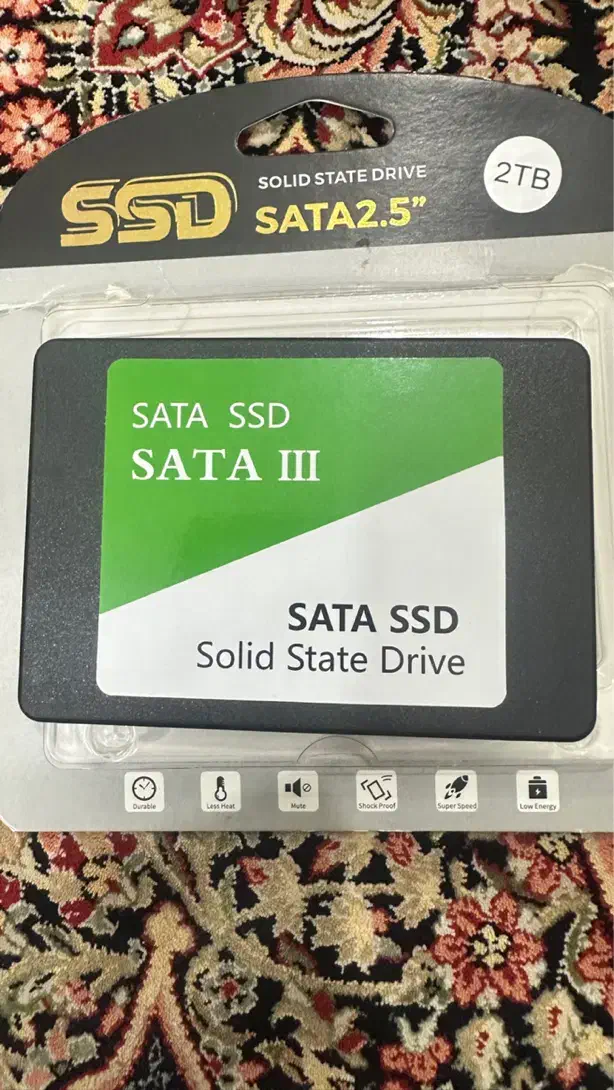 SSD
SOLID STATE DRIVE
SATA2.5”
2TB
SATA SSD
SATA III
SATA SSD
Solid State Drive
Durable
Less Heat
Mute
Shock Proof
Super Speed
Low Energy